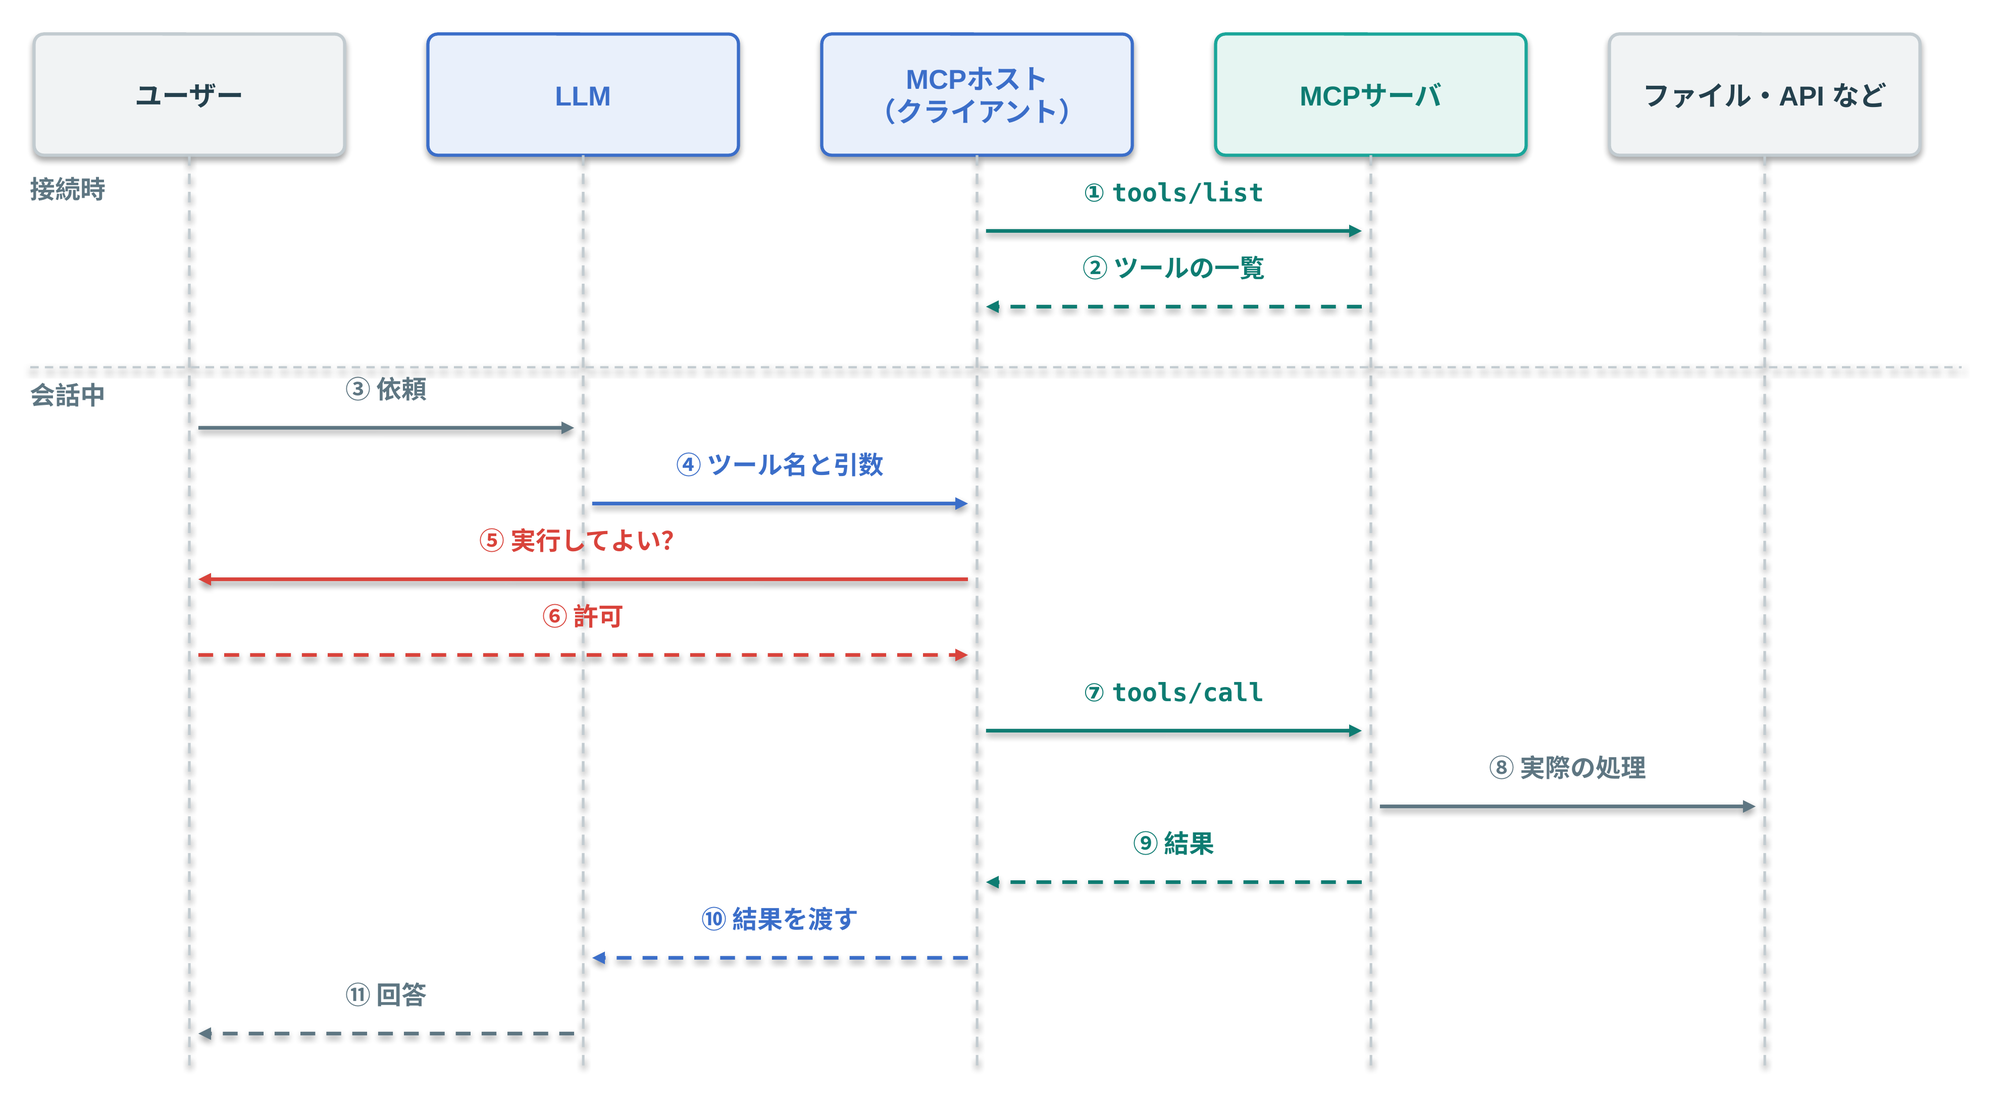 ユーザー
LLM
MCPホスト
（クライアント）
MCPサーバ
ファイル・API など
接続時
① tools/list
② ツールの一覧
会話中
③ 依頼
④ ツール名と引数
⑤ 実行してよい？
⑥ 許可
⑦ tools/call
⑧ 実際の処理
⑨ 結果
⑩ 結果を渡す
⑪ 回答